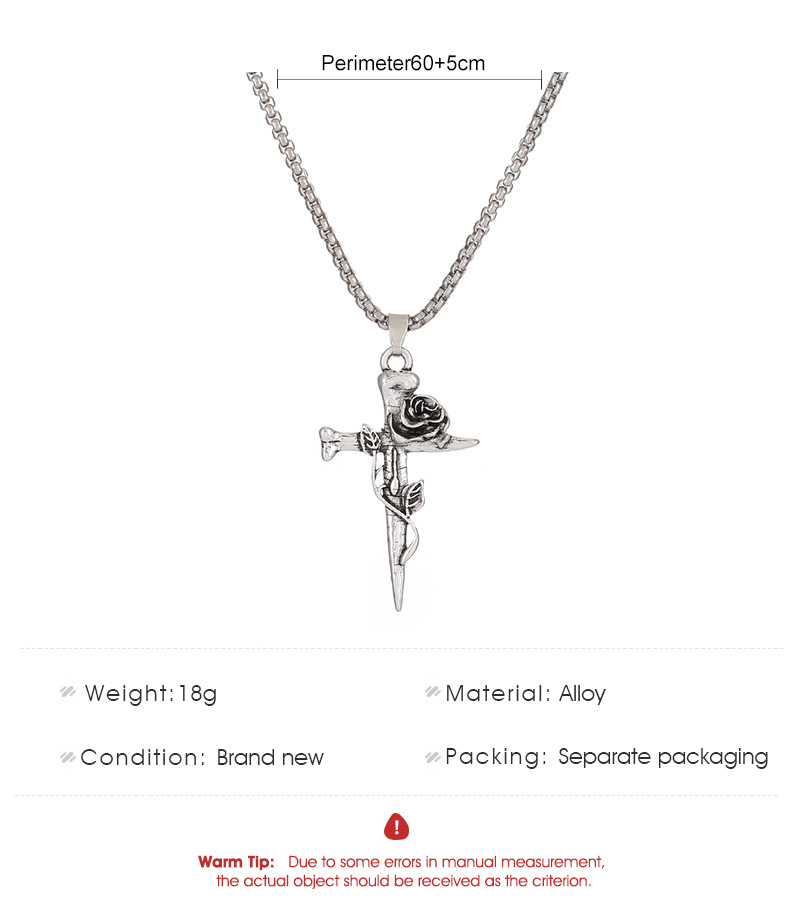 Perimeter60+5cm
Weight:18g
Material: Alloy
Condition: Brand new
Packing: Separate packaging
!
Warm Tip: Due to some errors in manual measurement,
the actual object should be received as the criterion.